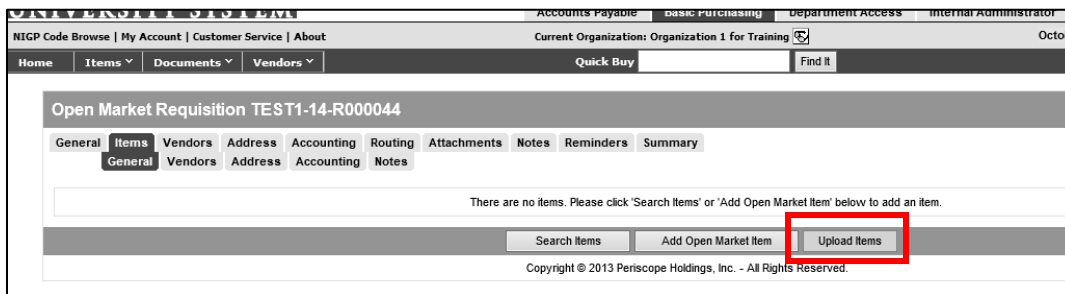 UNIVERSITY SYSTEM Accounts Payable Basic Purchasing Department Access Internal Administrator
NIGP Code Browse | My Account | Customer Service | About Current Organization: Organization 1 for Training Octo
Home Items Documents Vendors Quick Buy Find It
Open Market Requisition TEST1-14-R000044
General Items Vendors Address Accounting Routing Attachments Notes Reminders Summary
General Vendors Address Accounting Notes
There are no items. Please click 'Search Items' or 'Add Open Market Item' below to add an item.
Search Items Add Open Market Item Upload Items
Copyright © 2013 Periscope Holdings, Inc. - All Rights Reserved.